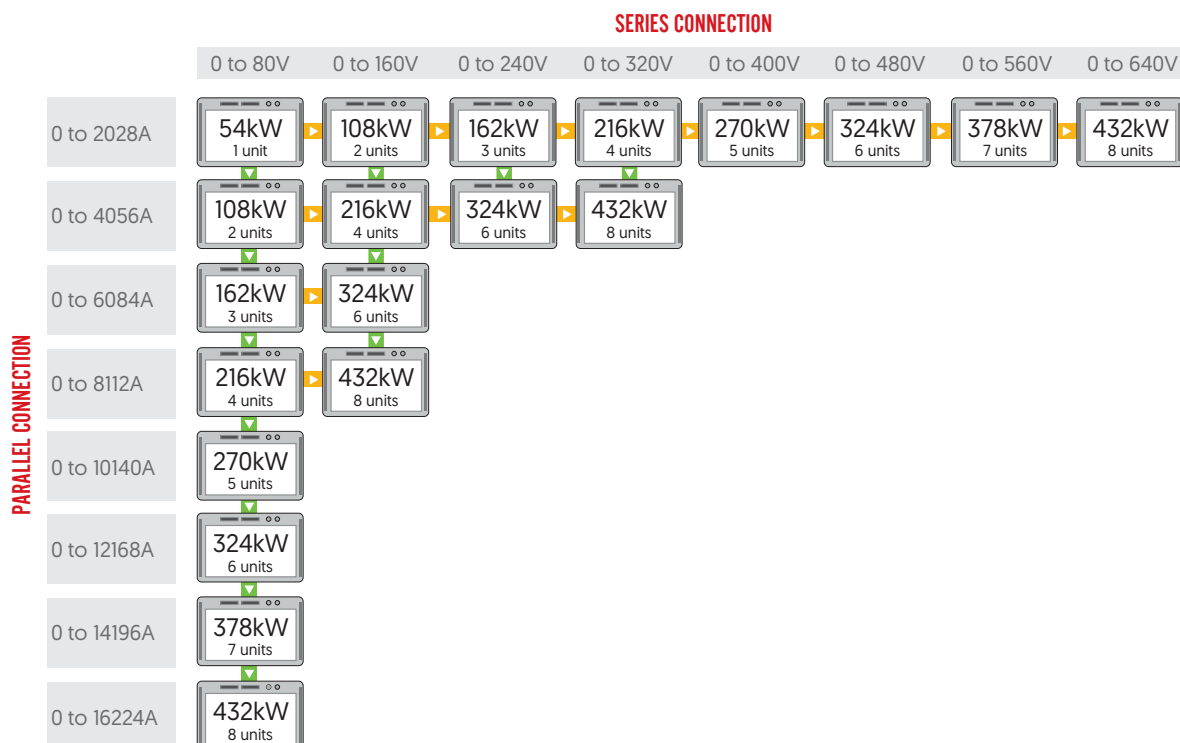 SERIES CONNECTION
0 to 80V 0 to 160V 0 to 240V 0 to 320V 0 to 400V 0 to 480V 0 to 560V 0 to 640V
PARALLEL CONNECTION
0 to 2028A 54kW 108kW 162kW 216kW 270kW 324kW 378kW 432kW
1 unit 2 units 3 units 4 units 5 units 6 units 7 units 8 units
0 to 4056A 108kW 216kW 324kW 432kW
2 units 4 units 6 units 8 units
0 to 6084A 162kW 324kW
3 units 6 units
0 to 8112A 216kW 432kW
4 units 8 units
0 to 10140A 270kW
5 units
0 to 12168A 324kW
6 units
0 to 14196A 378kW
7 units
0 to 16224A 432kW
8 units